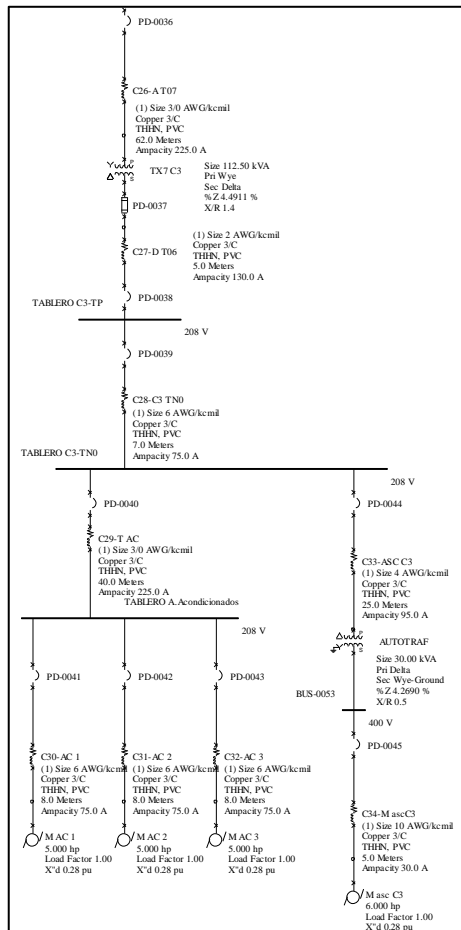 PD-0036
C26-AT07
(1) Size 3/0 AWG/kcmil
Copper 3/C
THHN, PVC
62.0 Meters
Ampacity 225.0 A
P
S
TX7 C3
Size 112.50 kVA
Pri Wye
Sec Delta
%Z 4.4911 %
X/R 1.4
PD-0037
C27-D T06
(1) Size 2 AWG/kcmil
Copper 3/C
THHN, PVC
5.0 Meters
Ampacity 130.0 A
PD-0038
TABLERO C3-TP
208 V
PD-0039
C28-C3 TN0
(1) Size 6 AWG/kcmil
Copper 3/C
THHN, PVC
7.0 Meters
Ampacity 75.0 A
TABLERO C3-TN0
208 V
PD-0040
C29-T AC
(1) Size 3/0 AWG/kcmil
Copper 3/C
THHN, PVC
40.0 Meters
Ampacity 225.0 A
TABLERO A.Acondicionados
208 V
PD-0041
C30-AC 1
(1) Size 6 AWG/kcmil
Copper 3/C
THHN, PVC
8.0 Meters
Ampacity 75.0 A
M AC 1
5.000 hp
Load Factor 1.00
X"d 0.28 pu
PD-0042
C31-AC 2
(1) Size 6 AWG/kcmil
Copper 3/C
THHN, PVC
8.0 Meters
Ampacity 75.0 A
M AC 2
5.000 hp
Load Factor 1.00
X"d 0.28 pu
PD-0043
C32-AC 3
(1) Size 6 AWG/kcmil
Copper 3/C
THHN, PVC
8.0 Meters
Ampacity 75.0 A
M AC 3
5.000 hp
Load Factor 1.00
X"d 0.28 pu
PD-0044
C33-ASC C3
(1) Size 4 AWG/kcmil
Copper 3/C
THHN, PVC
25.0 Meters
Ampacity 95.0 A
P
S
AUTOTRAF
Size 30.00 kVA
Pri Delta
Sec Wye-Ground
%Z 4.2690 %
X/R 0.5
BUS-0053
400 V
PD-0045
C34-M ascC3
(1) Size 10 AWG/kcmil
Copper 3/C
THHN, PVC
5.0 Meters
Ampacity 30.0 A
M asc C3
6.000 hp
Load Factor 1.00
X"d 0.28 pu